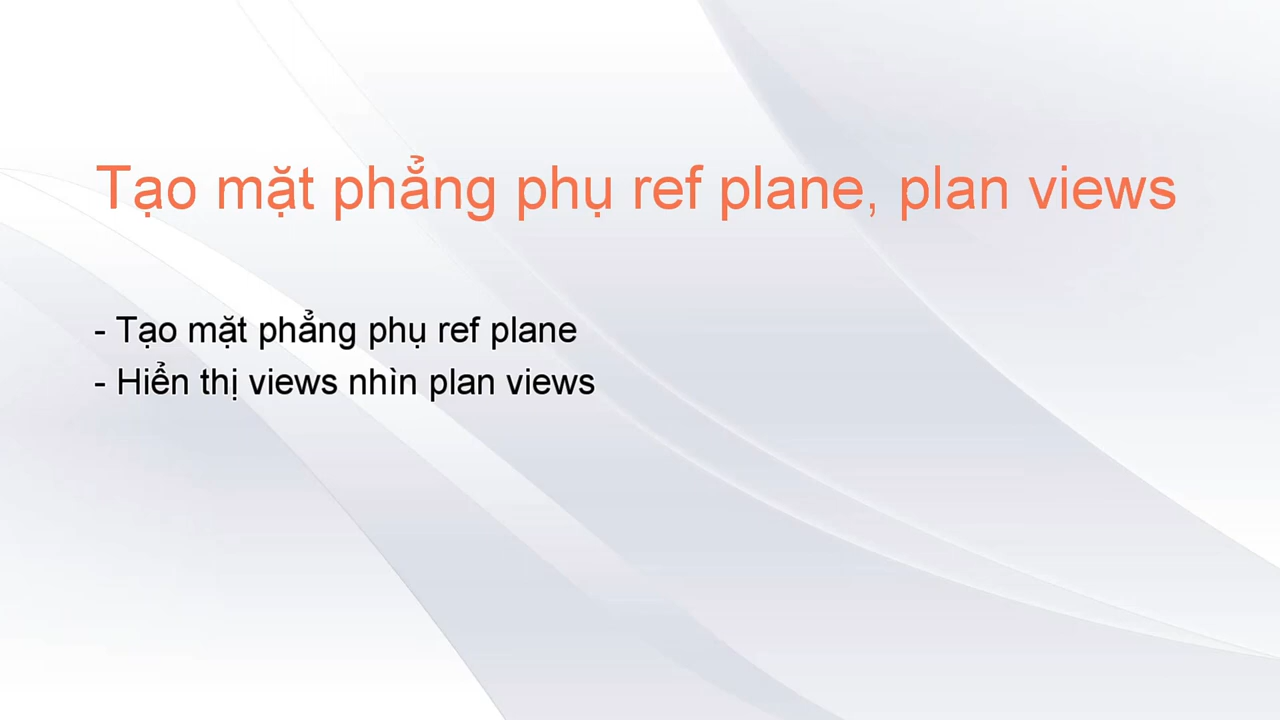 Tạo mặt phẳng phụ ref plane, plan views
- Tạo mặt phẳng phụ ref plane
- Hiển thị views nhìn plan views